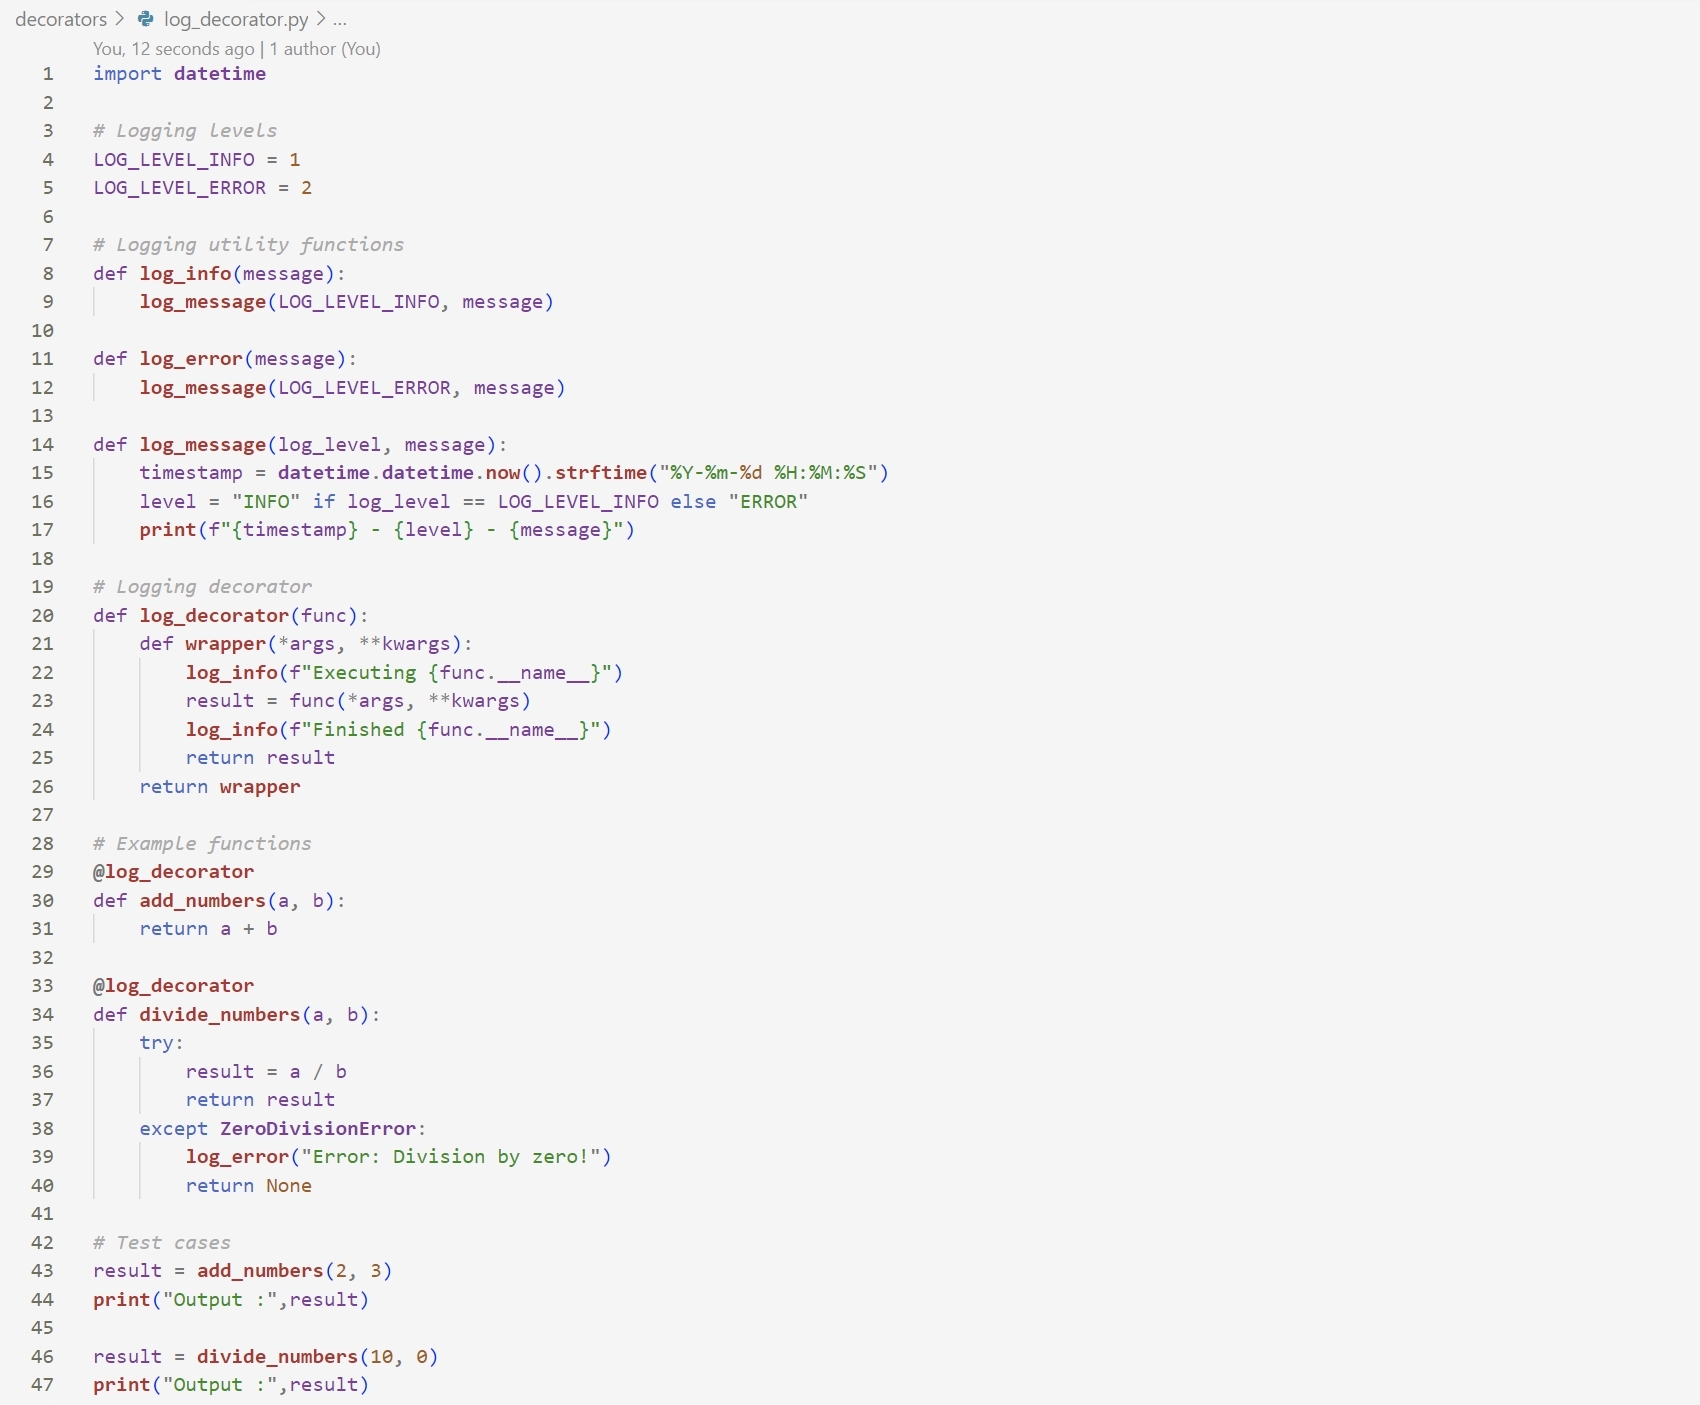 decorators > log_decorator.py > ...
You, 12 seconds ago | 1 author (You)
1 import datetime
2
3 # Logging levels
4 LOG_LEVEL_INFO = 1
5 LOG_LEVEL_ERROR = 2
6
7 # Logging utility functions
8 def log_info(message):
9     log_message(LOG_LEVEL_INFO, message)
10
11 def log_error(message):
12     log_message(LOG_LEVEL_ERROR, message)
13
14 def log_message(log_level, message):
15     timestamp = datetime.datetime.now().strftime("%Y-%m-%d %H:%M:%S")
16     level = "INFO" if log_level == LOG_LEVEL_INFO else "ERROR"
17     print(f"{timestamp} - {level} - {message}")
18
19 # Logging decorator
20 def log_decorator(func):
21     def wrapper(*args, **kwargs):
22         log_info(f"Executing {func.__name__}")
23         result = func(*args, **kwargs)
24         log_info(f"Finished {func.__name__}")
25         return result
26     return wrapper
27
28 # Example functions
29 @log_decorator
30 def add_numbers(a, b):
31     return a + b
32
33 @log_decorator
34 def divide_numbers(a, b):
35     try:
36         result = a / b
37         return result
38     except ZeroDivisionError:
39         log_error("Error: Division by zero!")
40         return None
41
42 # Test cases
43 result = add_numbers(2, 3)
44 print("Output :",result)
45
46 result = divide_numbers(10, 0)
47 print("Output :",result)